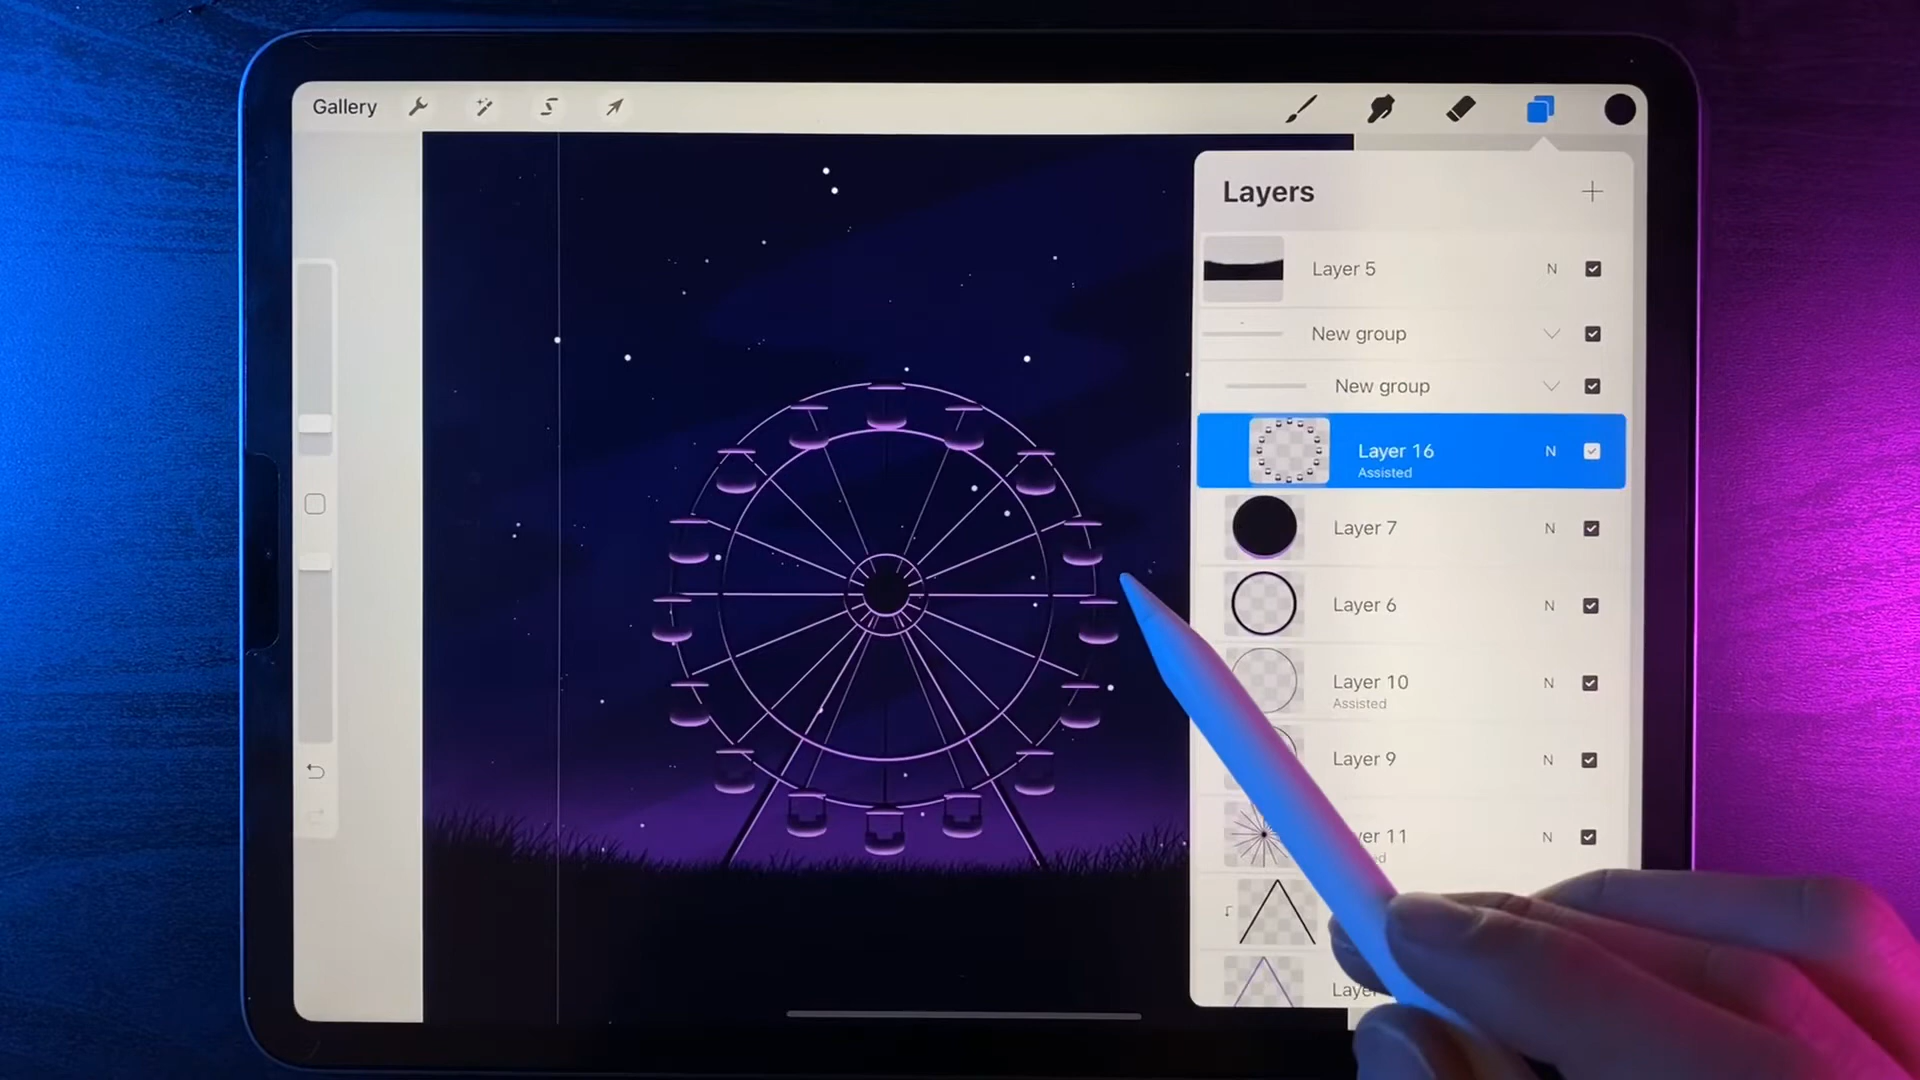 Gallery
Layers
Layer 5 N
New group
New group
Layer 16 N
Assisted
Layer 7 N
Layer 6 N
Layer 10 N
Assisted
Layer 9 N
11 N